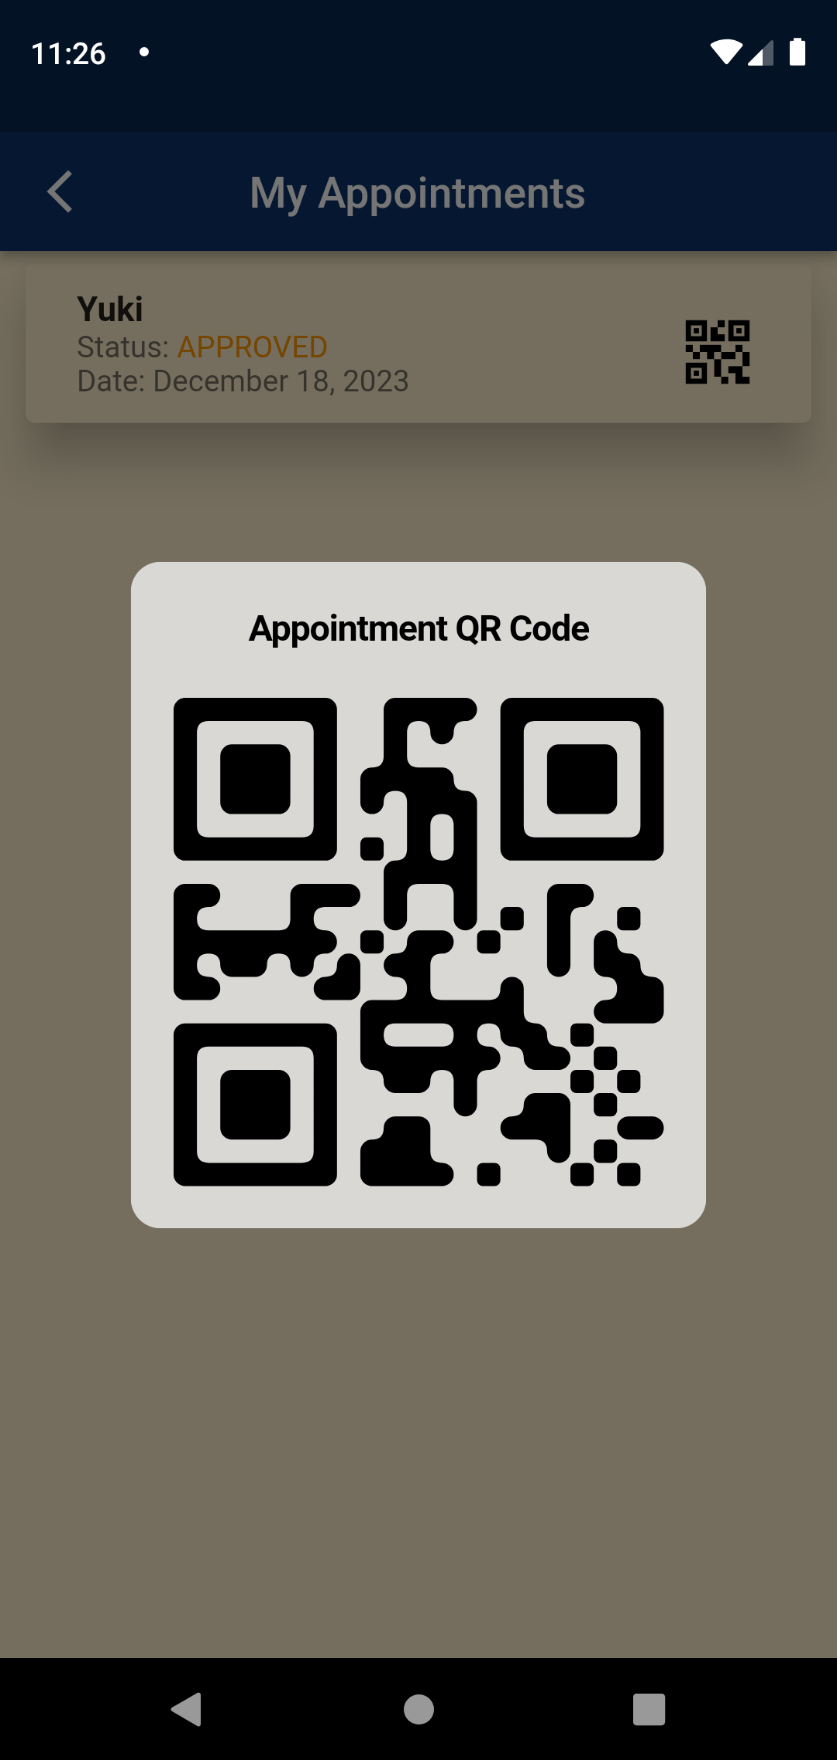 11:26
My Appointments
Yuki
Status: APPROVED
Date: December 18, 2023
Appointment QR Code